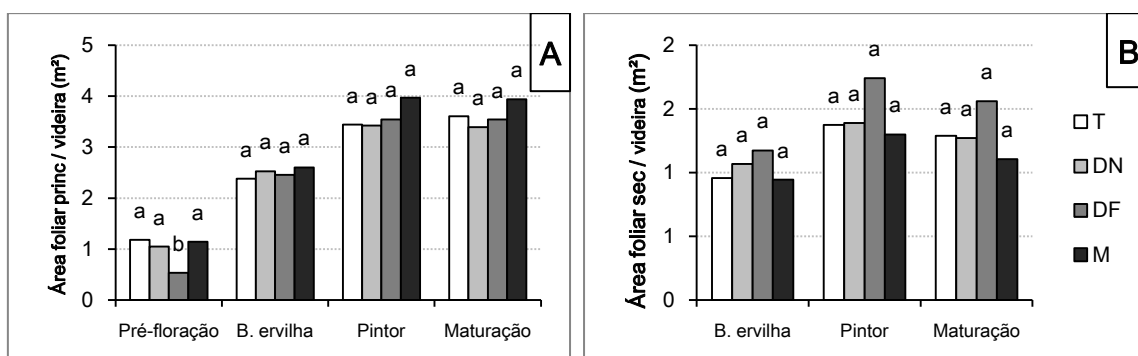 A
Área foliar princ / videira (m²)
5
4
3
2
1
0
a a b a
a a a a
a a a a
a a a a
Pré-floração B. ervilha Pintor Maturação
B
Área foliar sec / videira (m²)
2
2
1
1
0
a a a a
a a a a
a a a a
B. ervilha Pintor Maturação
T
DN
DF
M